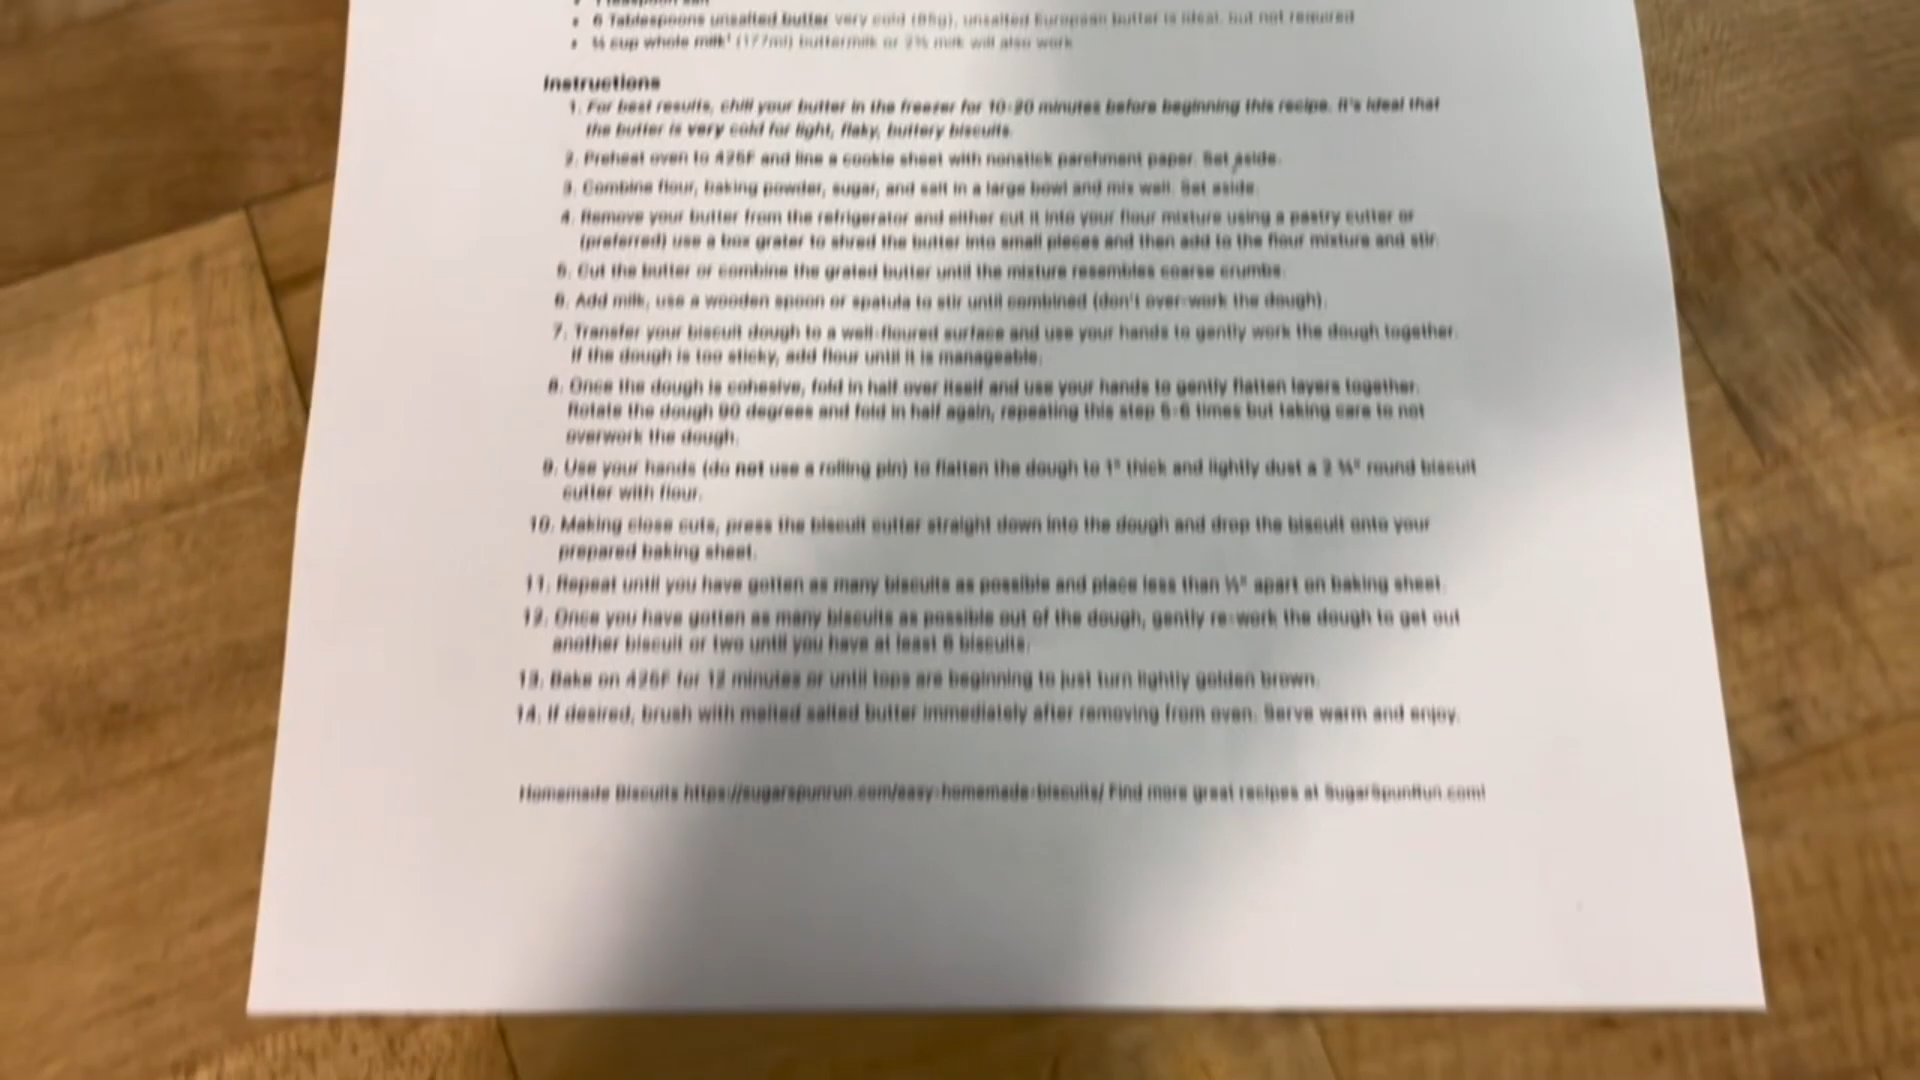 6 Tablespoons unsalted butter very cold (85g), unsalted European butter is ideal, but not required
¾ cup whole milk¹ (177ml) buttermilk or 2% milk will also work
Instructions
1. For best results, chill your butter in the freezer for 10-20 minutes before beginning this recipe. It's ideal that
the butter is very cold for light, flaky, buttery biscuits.
2. Preheat oven to 425F and line a cookie sheet with nonstick parchment paper. Set aside.
3. Combine flour, baking powder, sugar, and salt in a large bowl and mix well. Set aside.
4. Remove your butter from the refrigerator and either cut it into your flour mixture using a pastry cutter or
(preferred) use a box grater to shred the butter into small pieces and then add to the flour mixture and stir.
5. Cut the butter or combine the grated butter until the mixture resembles coarse crumbs.
6. Add milk, use a wooden spoon or spatula to stir until combined (don't over-work the dough).
7. Transfer your biscuit dough to a well-floured surface and use your hands to gently work the dough together.
If the dough is too sticky, add flour until it is manageable.
8. Once the dough is cohesive, fold in half over itself and use your hands to gently flatten layers together.
Rotate the dough 90 degrees and fold in half again, repeating this step 5-6 times but taking care to not
overwork the dough.
9. Use your hands (do not use a rolling pin) to flatten the dough to 1" thick and lightly dust a 2 ¾" round biscuit
cutter with flour.
10. Making close cuts, press the biscuit cutter straight down into the dough and drop the biscuit onto your
prepared baking sheet.
11. Repeat until you have gotten as many biscuits as possible and place less than ½" apart on baking sheet.
12. Once you have gotten as many biscuits as possible out of the dough, gently re-work the dough to get out
another biscuit or two until you have at least 6 biscuits.
13. Bake on 425F for 12 minutes or until tops are beginning to just turn lightly golden brown.
14. If desired, brush with melted salted butter immediately after removing from oven. Serve warm and enjoy.
Homemade Biscuits https://sugarspunrun.com/easy-homemade-biscuits/ Find more great recipes at SugarSpunRun.com!